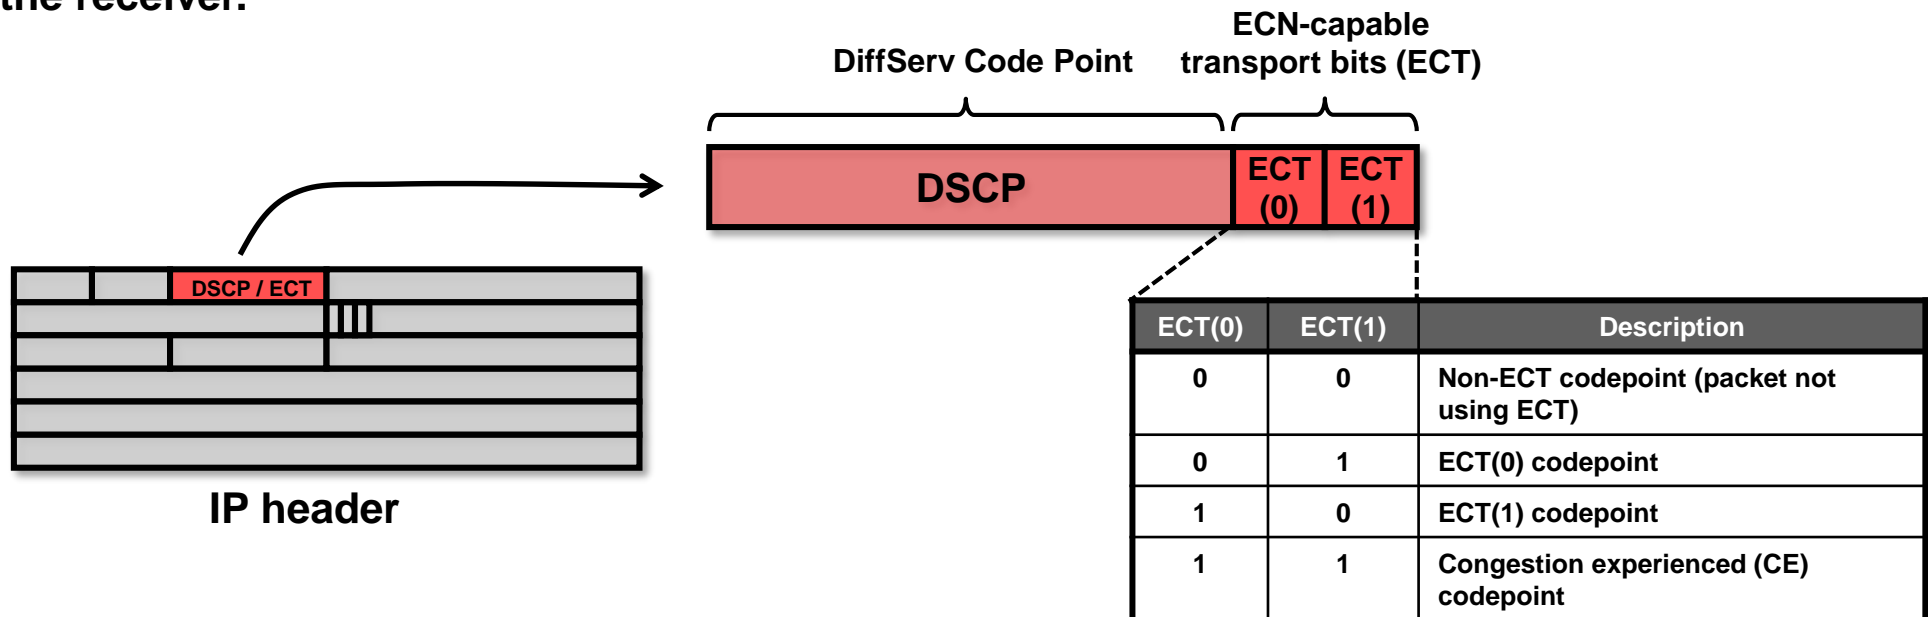 the receiver.
ECN-capable
DiffServ Code Point transport bits (ECT)
DSCP
ECT
(0)
ECT
(1)
DSCP / ECT
IP header
ECT(0) ECT(1) Description
0 0 Non-ECT codepoint (packet not
using ECT)
0 1 ECT(0) codepoint
1 0 ECT(1) codepoint
1 1 Congestion experienced (CE)
codepoint